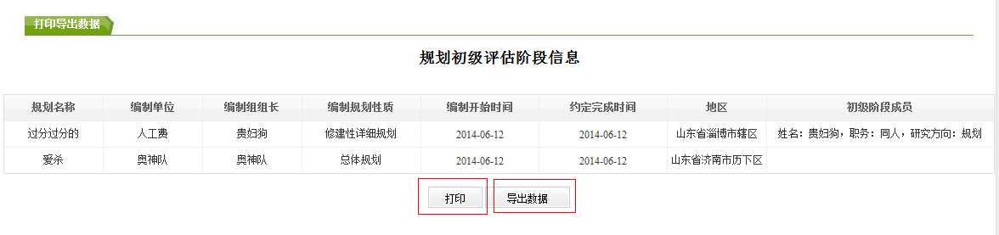 打印导出数据
规划初级评估阶段信息
规划名称 编制单位 编制组组长 编制规划性质 编制开始时间 约定完成时间 地区 初级阶段成员
过分过分的 人工费 贵妇狗 修建性详细规划 2014-06-12 2014-06-12 山东省淄博市辖区 姓名：贵妇狗，职务：同人，研究方向：规划
爱杀 奥神队 奥神队 总体规划 2014-06-12 2014-06-12 山东省济南市历下区
打印 导出数据